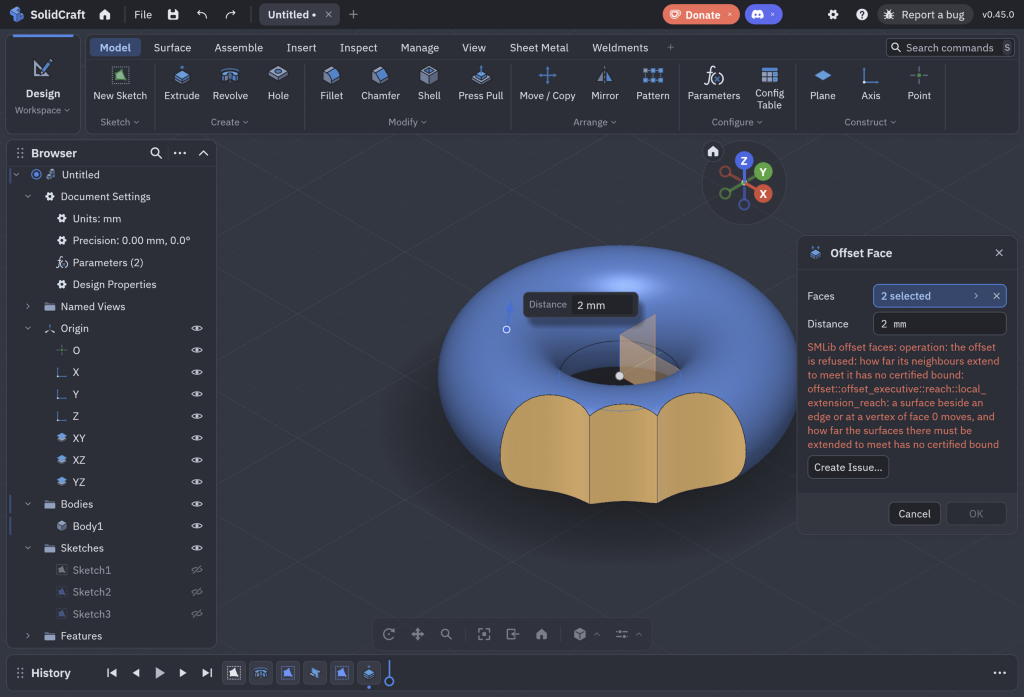 SolidCraft
File
Untitled •
Donate
Report a bug
v0.45.0
Design
Workspace
Model
Surface
Assemble
Insert
Inspect
Manage
View
Sheet Metal
Weldments
Search commands
S
New Sketch
Extrude
Revolve
Hole
Fillet
Chamfer
Shell
Press Pull
Move / Copy
Mirror
Pattern
Parameters
Config
Table
Plane
Axis
Point
Sketch
Create
Modify
Arrange
Configure
Construct
Browser
Untitled
Document Settings
Units: mm
Precision: 0.00 mm, 0.0°
Parameters (2)
Design Properties
Named Views
Origin
O
X
Y
Z
XY
XZ
YZ
Bodies
Body1
Sketches
Sketch1
Sketch2
Sketch3
Features
Z
Y
X
Distance
2 mm
Offset Face
Faces
2 selected
Distance
2 mm
SMLib offset faces: operation: the offset
is refused: how far its neighbours extend
to meet it has no certified bound:
offset::offset_executive::reach::local_
extension_reach: a surface beside an
edge or at a vertex of face 0 moves, and
how far the surfaces there must be
extended to meet has no certified bound
Create Issue...
Cancel
OK
History